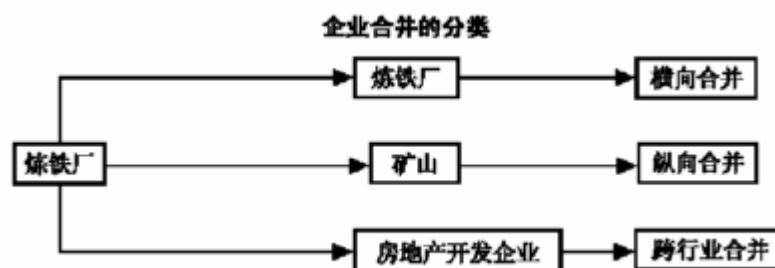 企业合并的分类
炼铁厂 横向合并
炼铁厂 矿山 纵向合并
房地产开发企业 跨行业合并